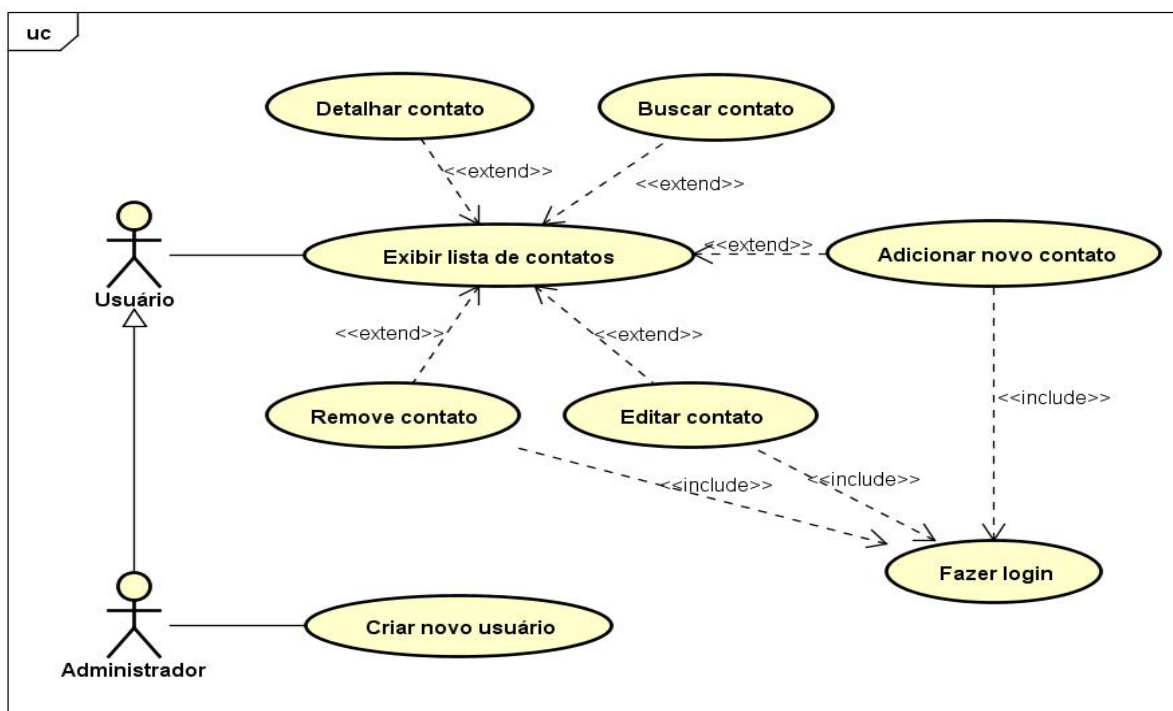 uc
Detalhar contato
Buscar contato
<<extend>>
<<extend>>
Exibir lista de contatos
<<extend>>
Adicionar novo contato
Usuário
<<extend>>
<<extend>>
Remove contato
Editar contato
<<include>>
<<include>>
<<include>>
Fazer login
Criar novo usuário
Administrador